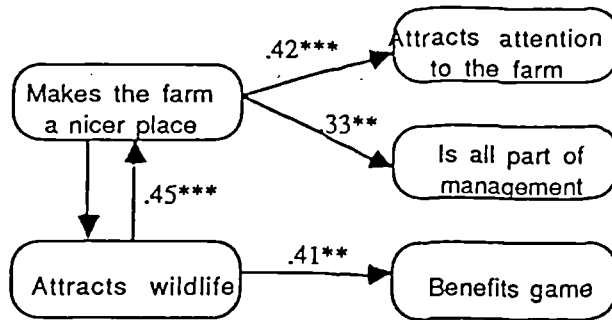 .42***
Attracts attention
to the farm
Makes the farm
a nicer place
.33**
Is all part of
management
.45***
Attracts wildlife
.41**
Benefits game